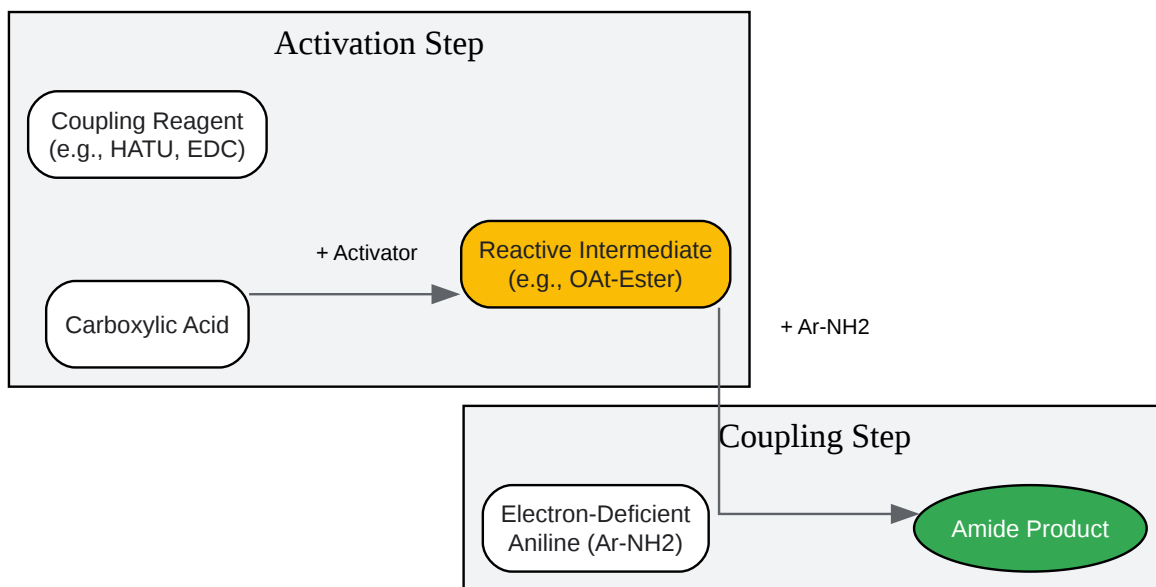 Activation Step
Coupling Reagent
(e.g., HATU, EDC)
+ Activator
Reactive Intermediate
(e.g., OAt-Ester)
Carboxylic Acid
+ Ar-NH2
Coupling Step
Electron-Deficient
Aniline (Ar-NH2)
Amide Product